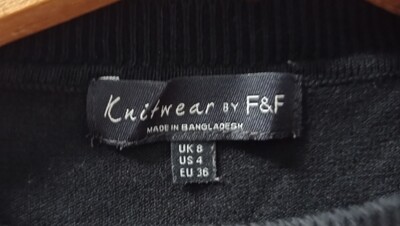 Knitwear BY F&F
MADE IN BANGLADESH
UK 8
US 4
EU 36